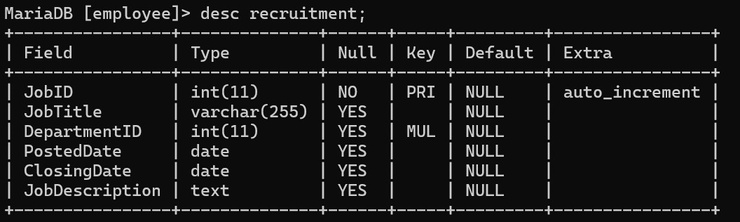 MariaDB [employee]> desc recruitment;
+----------------+--------------+------+-----+---------+----------------+
| Field          | Type         | Null | Key | Default | Extra          |
+----------------+--------------+------+-----+---------+----------------+
| JobID          | int(11)      | NO   | PRI | NULL    | auto_increment |
| JobTitle       | varchar(255) | YES  |     | NULL    |                |
| DepartmentID   | int(11)      | YES  | MUL | NULL    |                |
| PostedDate     | date         | YES  |     | NULL    |                |
| ClosingDate    | date         | YES  |     | NULL    |                |
| JobDescription | text         | YES  |     | NULL    |                |
+----------------+--------------+------+-----+---------+----------------+